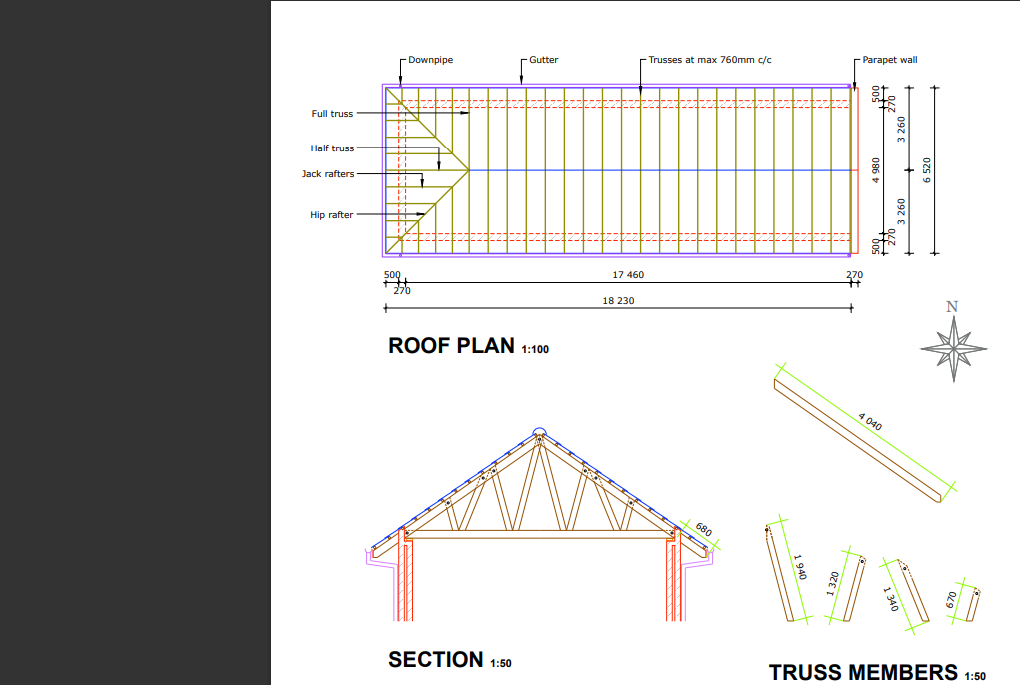 Downpipe
Gutter
Trusses at max 760mm c/c
Parapet wall
Full truss
Half truss
Jack rafters
Hip rafter
500
270
3 260
4 980
6 520
3 260
270
500
500
17 460
270
270
18 230
ROOF PLAN 1:100
N
4 040
680
1 940
1 320
1 340
670
SECTION 1:50
TRUSS MEMBERS 1:50